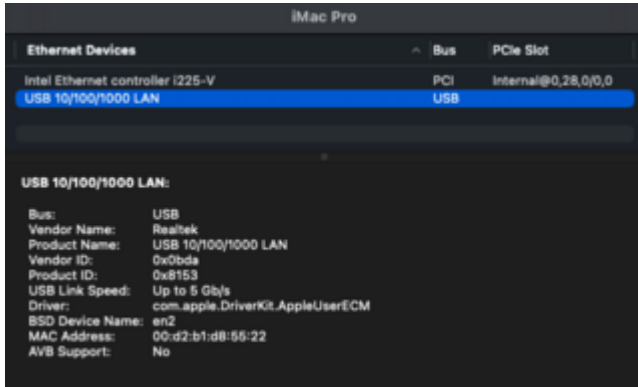 iMac Pro
Ethernet Devices Bus PCIe Slot
Intel Ethernet controller i225-V PCI Internal@0,28,0/0,0
USB 10/100/1000 LAN USB
USB 10/100/1000 LAN:
Bus: USB
Vendor Name: Realtek
Product Name: USB 10/100/1000 LAN
Vendor ID: 0x0bda
Product ID: 0x8153
USB Link Speed: Up to 5 Gb/s
Driver: com.apple.DriverKit.AppleUserECM
BSD Device Name: en2
MAC Address: 00:d2:b1:d8:55:22
AVB Support: No